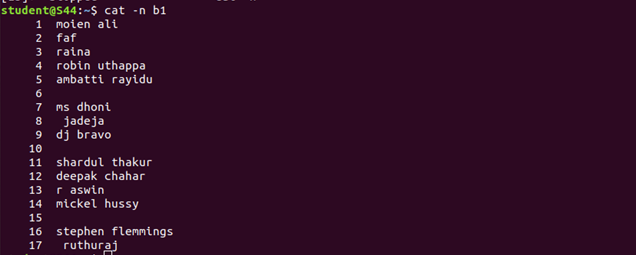 student@S44:~$ cat -n b1
1 moien ali
2 faf
3 raina
4 robin uthappa
5 ambatti rayidu
6
7 ms dhoni
8  jadeja
9 dj bravo
10
11 shardul thakur
12 deepak chahar
13 r aswin
14 mickel hussy
15
16 stephen flemmings
17  ruthuraj